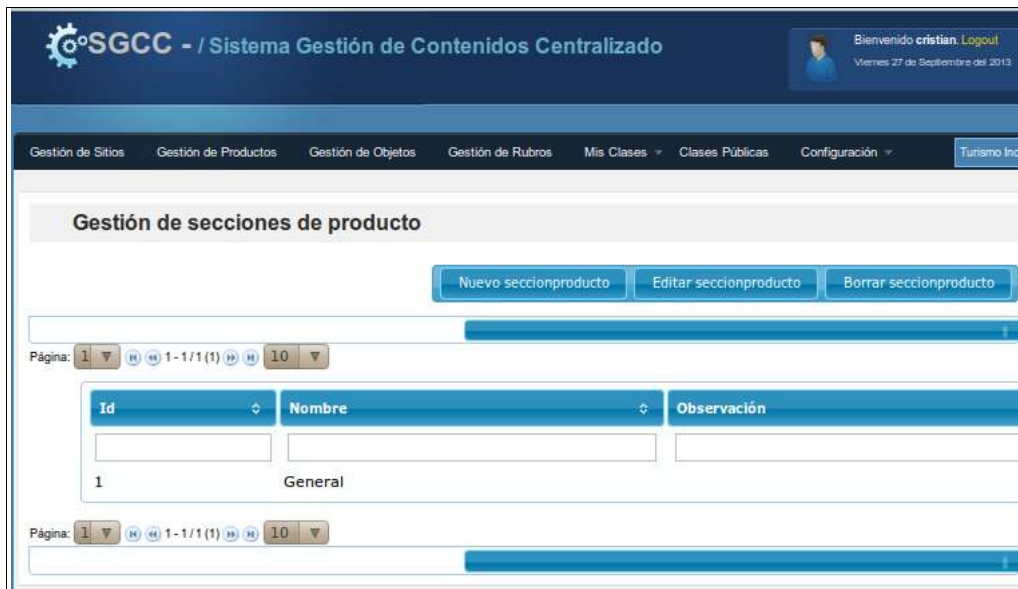 SGCC - / Sistema Gestión de Contenidos Centralizado
Bienvenido cristian. Logout
Viernes 27 de Septiembre del 2013
Gestión de Sitios Gestión de Productos Gestión de Objetos Gestión de Rubros Mis Clases Clases Públicas Configuración Turismo
Gestión de secciones de producto
Nuevo seccionproducto Editar seccionproducto Borrar seccionproducto
Página: 1 1 - 1 / 1 (1) 10
Id Nombre Observación
1 General
Página: 1 1 - 1 / 1 (1) 10